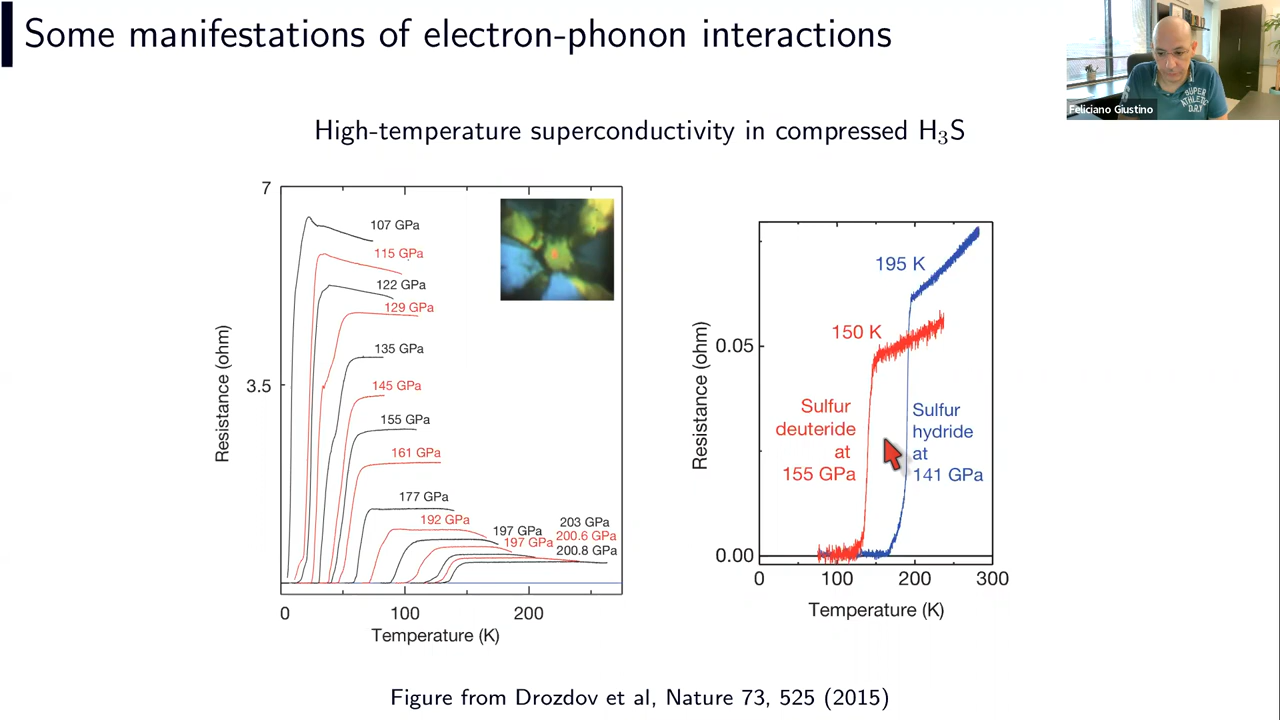 Some manifestations of electron-phonon interactions
Feliciano Giustino
SUPER
ATHLETIC
D.R.Y
High-temperature superconductivity in compressed H₃S
7
3.5
Resistance (ohm)
107 GPa
115 GPa
122 GPa
129 GPa
135 GPa
145 GPa
155 GPa
161 GPa
177 GPa
192 GPa
197 GPa
197 GPa
203 GPa
200.6 GPa
200.8 GPa
0
100
200
Temperature (K)
Resistance (ohm)
0.05
0.00
195 K
150 K
Sulfur
deuteride
at
155 GPa
Sulfur
hydride
at
141 GPa
0
100
200
300
Temperature (K)
Figure from Drozdov et al, Nature 73, 525 (2015)